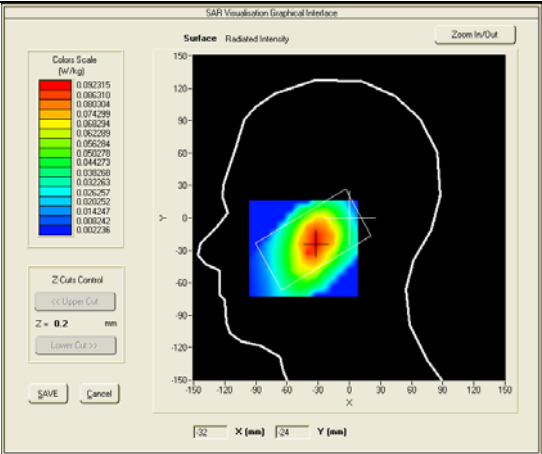 SAR Visualisation Graphical Interface
Surface Radiated Intensity
Zoom In/Out
Colors Scale
(W/kg)
0.092315
0.086310
0.080304
0.074299
0.068294
0.062289
0.056284
0.050278
0.044273
0.038268
0.032263
0.026257
0.020252
0.014247
0.008242
0.002236
Z-Cuts Control
<< Upper Cut
Z = 0.2 mm
Lower Cut >>
SAVE Cancel
150-
120-
90-
60-
30-
0-
-30-
-60-
-90-
-120-
-150-
Y
-150 -120 -90 -60 -30 0 30 60 90 120 150
X
-32 X (mm) -24 Y (mm)